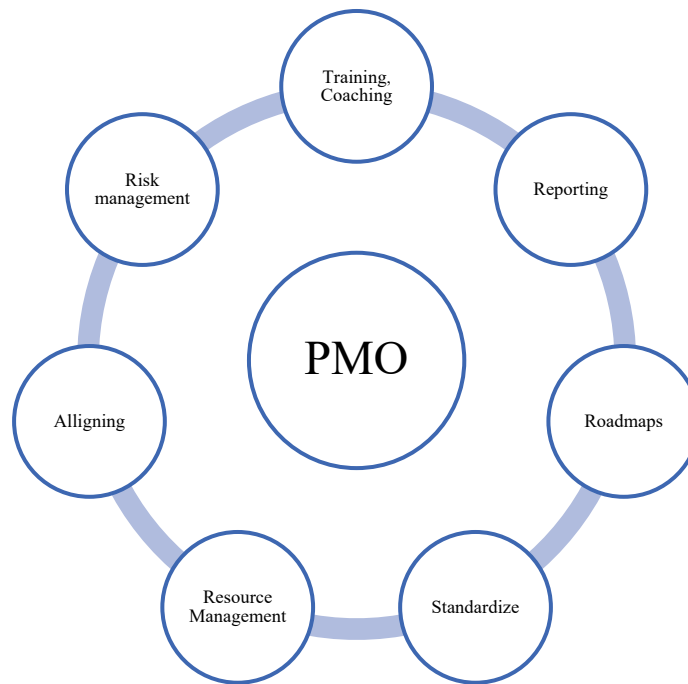 Training,
Coaching
Reporting
Roadmaps
Standardize
Resource
Management
Alligning
Risk
management
PMO